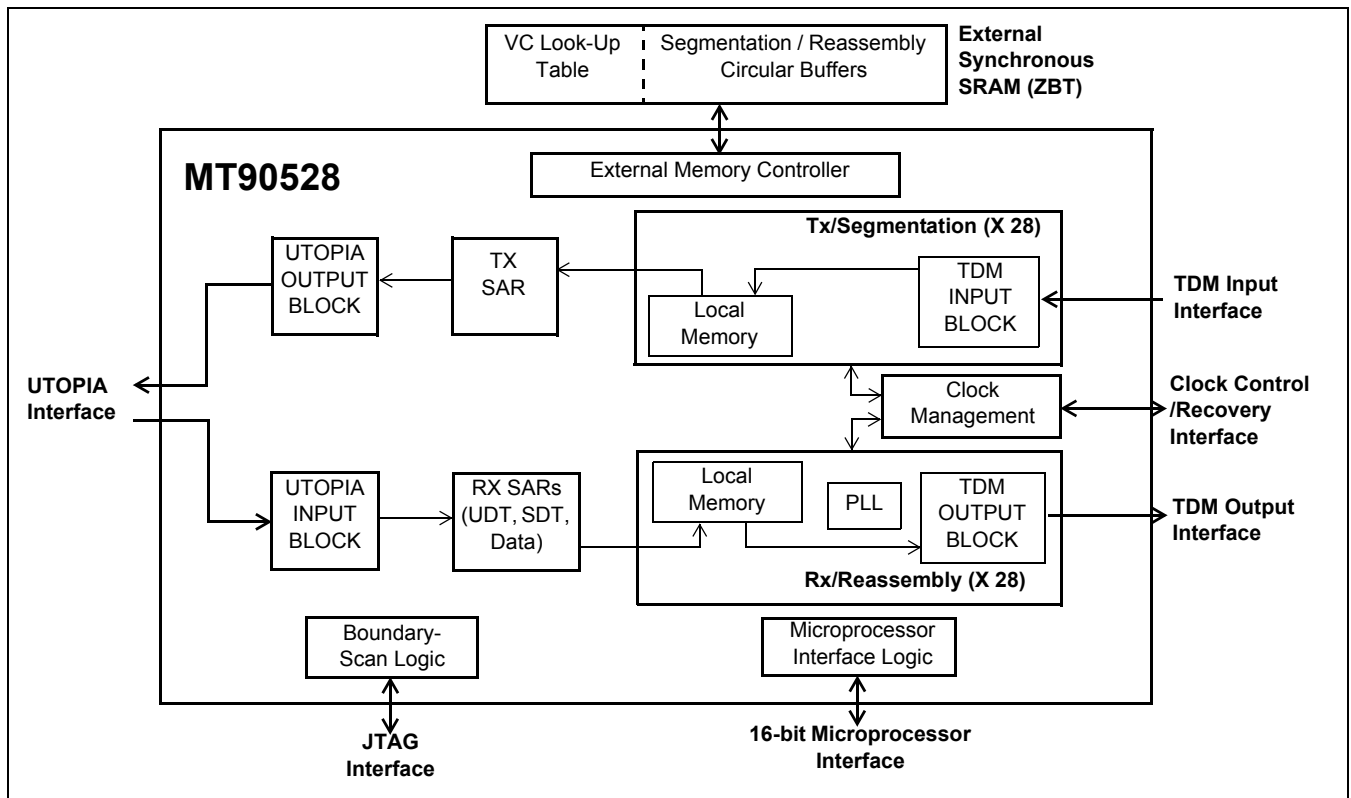 VC Look-Up
Table
Segmentation / Reassembly
Circular Buffers
External
Synchronous
SRAM (ZBT)
MT90528
External Memory Controller
Tx/Segmentation (X 28)
UTOPIA
OUTPUT
BLOCK
TX
SAR
Local
Memory
TDM
INPUT
BLOCK
TDM Input
Interface
UTOPIA
Interface
Clock
Management
Clock Control
/Recovery
Interface
UTOPIA
INPUT
BLOCK
RX SARs
(UDT, SDT,
Data)
Local
Memory
PLL
TDM
OUTPUT
BLOCK
TDM Output
Interface
Rx/Reassembly (X 28)
Boundary-
Scan Logic
Microprocessor
Interface Logic
JTAG
Interface
16-bit Microprocessor
Interface